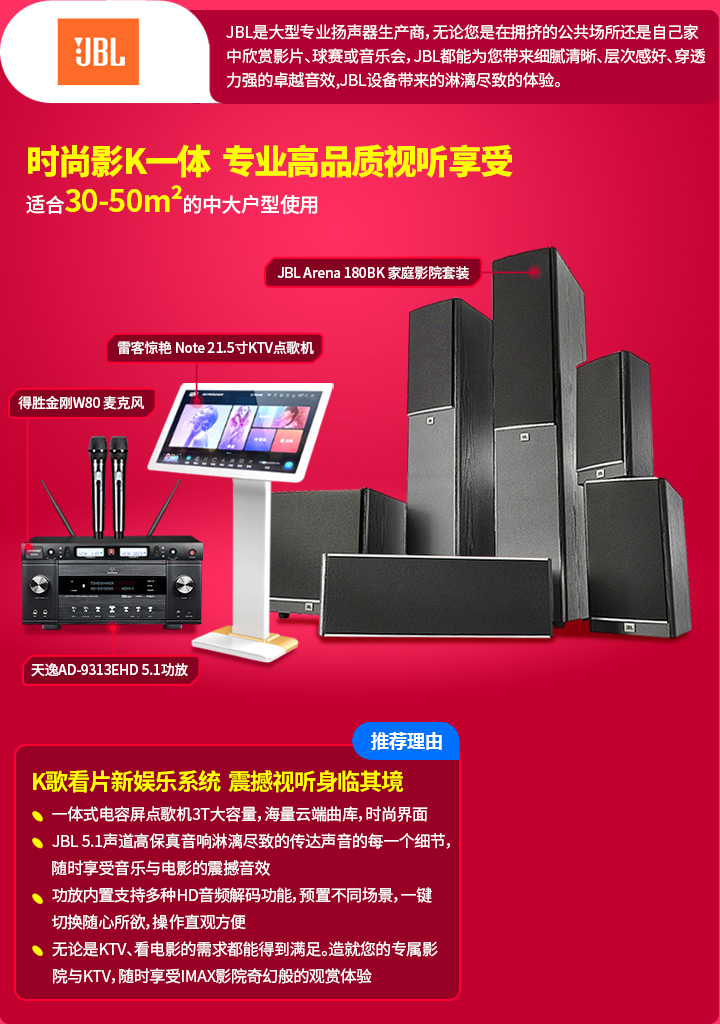 JBL
JBL是大型专业扬声器生产商,无论您是在拥挤的公共场所还是自己家
中欣赏影片、球赛或音乐会,JBL都能为您带来细腻清晰、层次感好、穿透
力强的卓越音效,JBL设备带来的淋漓尽致的体验。
时尚影K一体 专业高品质视听享受
适合30-50m²的中大户型使用
JBL Arena 180BK 家庭影院套装
雷客惊艳 Note 21.5寸KTV点歌机
得胜金刚W80 麦克风
天逸AD-9313EHD 5.1功放
推荐理由
K歌看片新娱乐系统 震撼视听身临其境
一体式电容屏点歌机3T大容量,海量云端曲库,时尚界面
JBL 5.1声道高保真音响淋漓尽致的传达声音的每一个细节,
随时享受音乐与电影的震撼音效
功放内置支持多种HD音频解码功能,预置不同场景,一键
切换随心所欲,操作直观方便
无论是KTV、看电影的需求都能得到满足。造就您的专属影
院与KTV,随时享受IMAX影院奇幻般的观赏体验